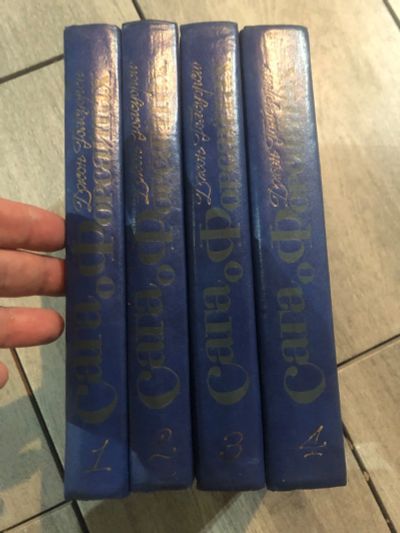 Джон Голсуорси
Сага о Форсайтах
1
Джон Голсуорси
Сага о Форсайтах
2
Джон Голсуорси
Сага о Форсайтах
3
Джон Голсуорси
Сага о Форсайтах
4